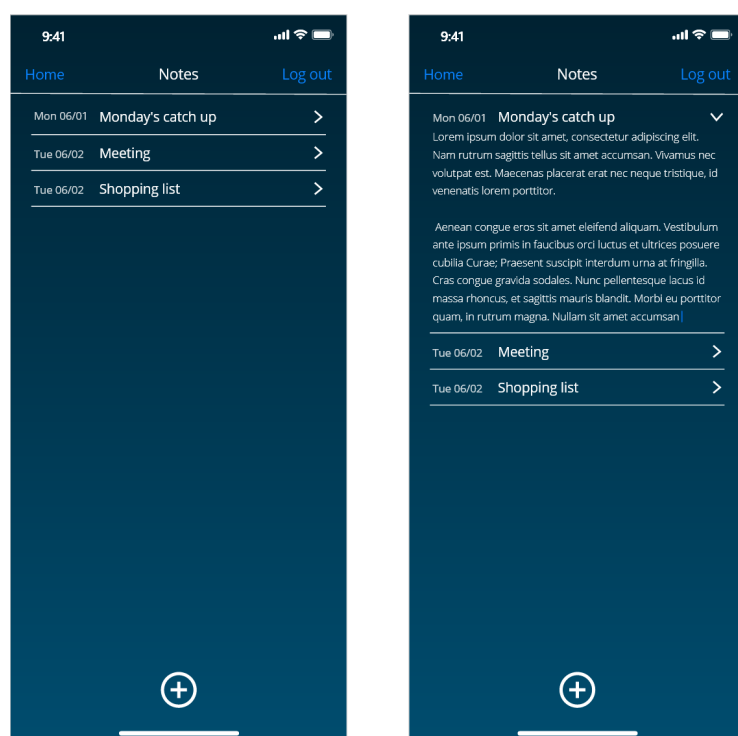 9:41
Home Notes Log out
Mon 06/01 Monday's catch up
Tue 06/02 Meeting
Tue 06/02 Shopping list
9:41
Home Notes Log out
Mon 06/01 Monday's catch up
Lorem ipsum dolor sit amet, consectetur adipiscing elit.
Nam rutrum sagittis tellus sit amet accumsan. Vivamus nec
volutpat est. Maecenas placerat erat nec neque tristique, id
venenatis lorem porttitor.
Aenean congue eros sit amet eleifend aliquam. Vestibulum
ante ipsum primis in faucibus orci luctus et ultrices posuere
cubilia Curae; Praesent suscipit interdum urna at fringilla.
Cras congue gravida sodales. Nunc pellentesque lacus id
massa rhoncus, et sagittis mauris blandit. Morbi eu porttitor
quam, in rutrum magna. Nullam sit amet accumsan
Tue 06/02 Meeting
Tue 06/02 Shopping list